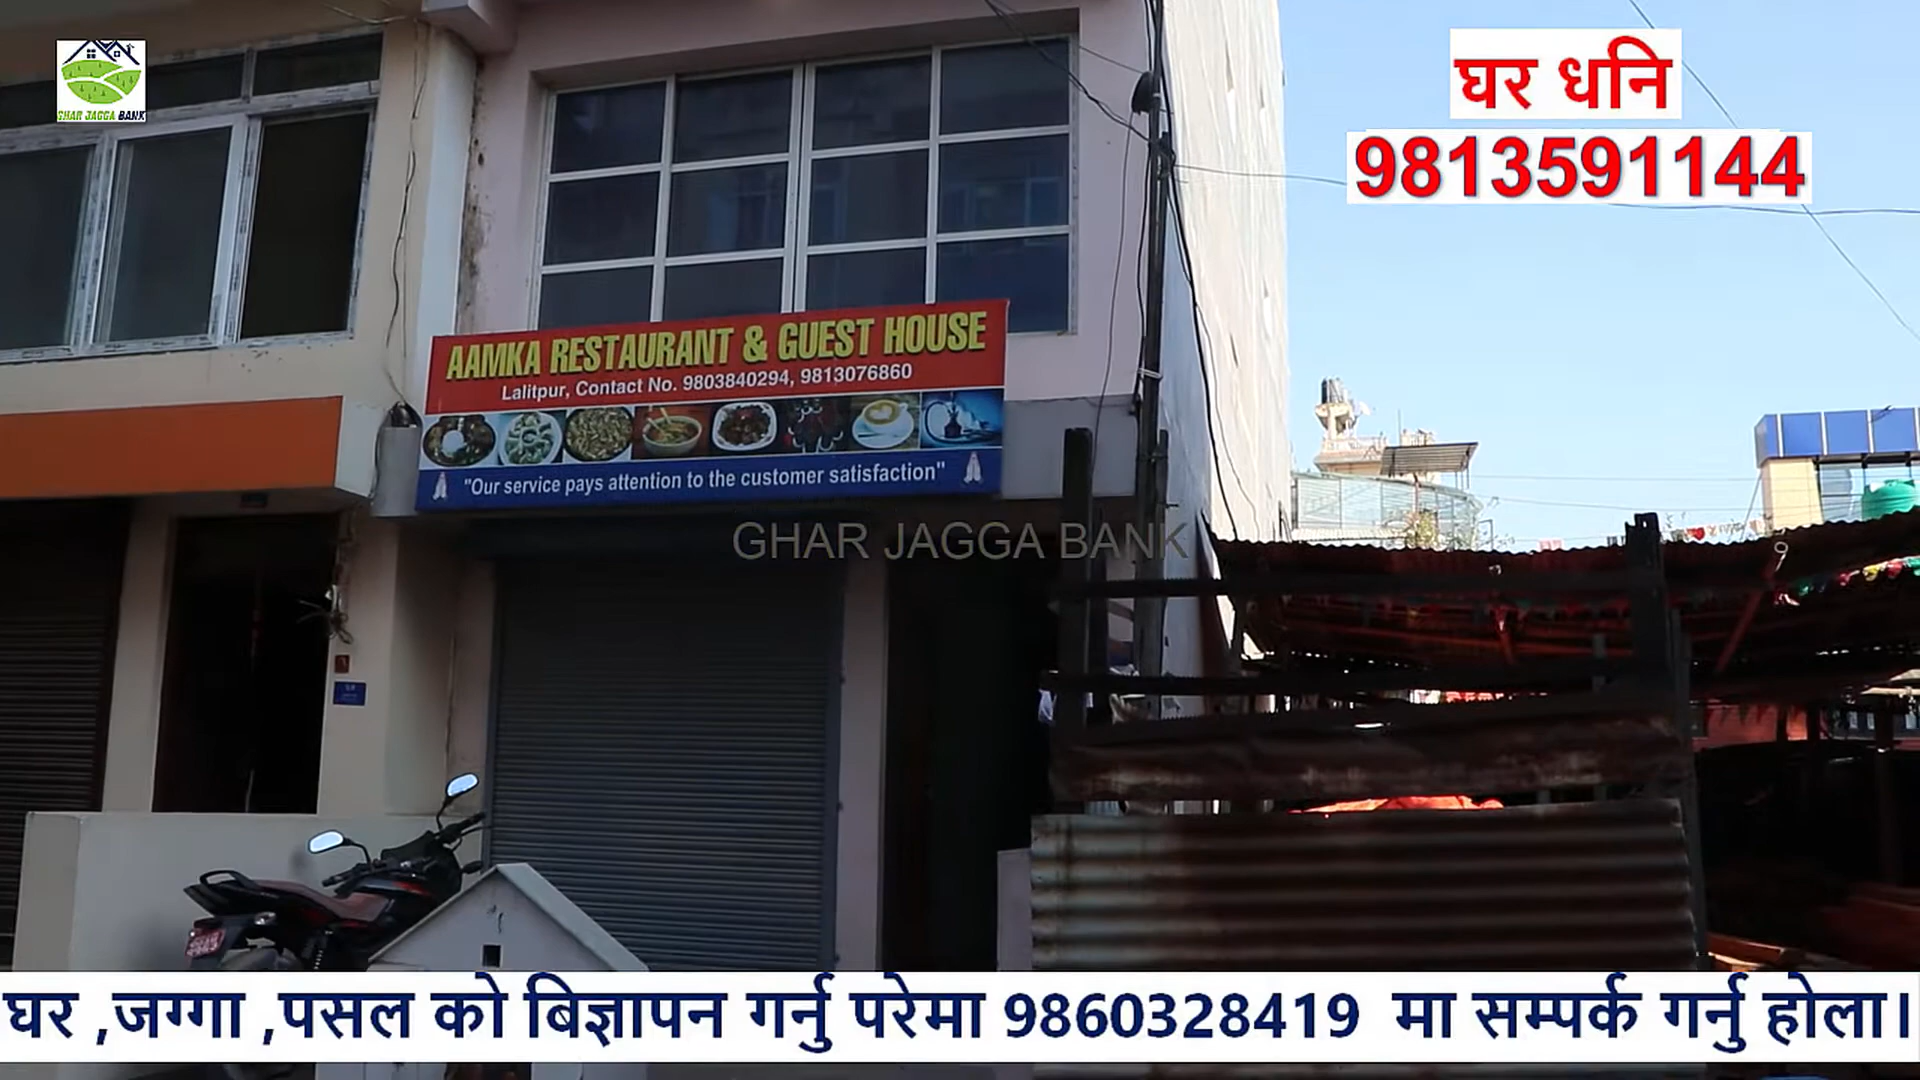 GHAR JAGGA BANK
घर धनि
9813591144
AAMKA RESTAURANT & GUEST HOUSE
Lalitpur, Contact No. 9803840294, 9813076860
"Our service pays attention to the customer satisfaction"
GHAR JAGGA BANK
घर ,जग्गा ,पसल को बिज्ञापन गर्नु परेमा 9860328419 मा सम्पर्क गर्नु होला।